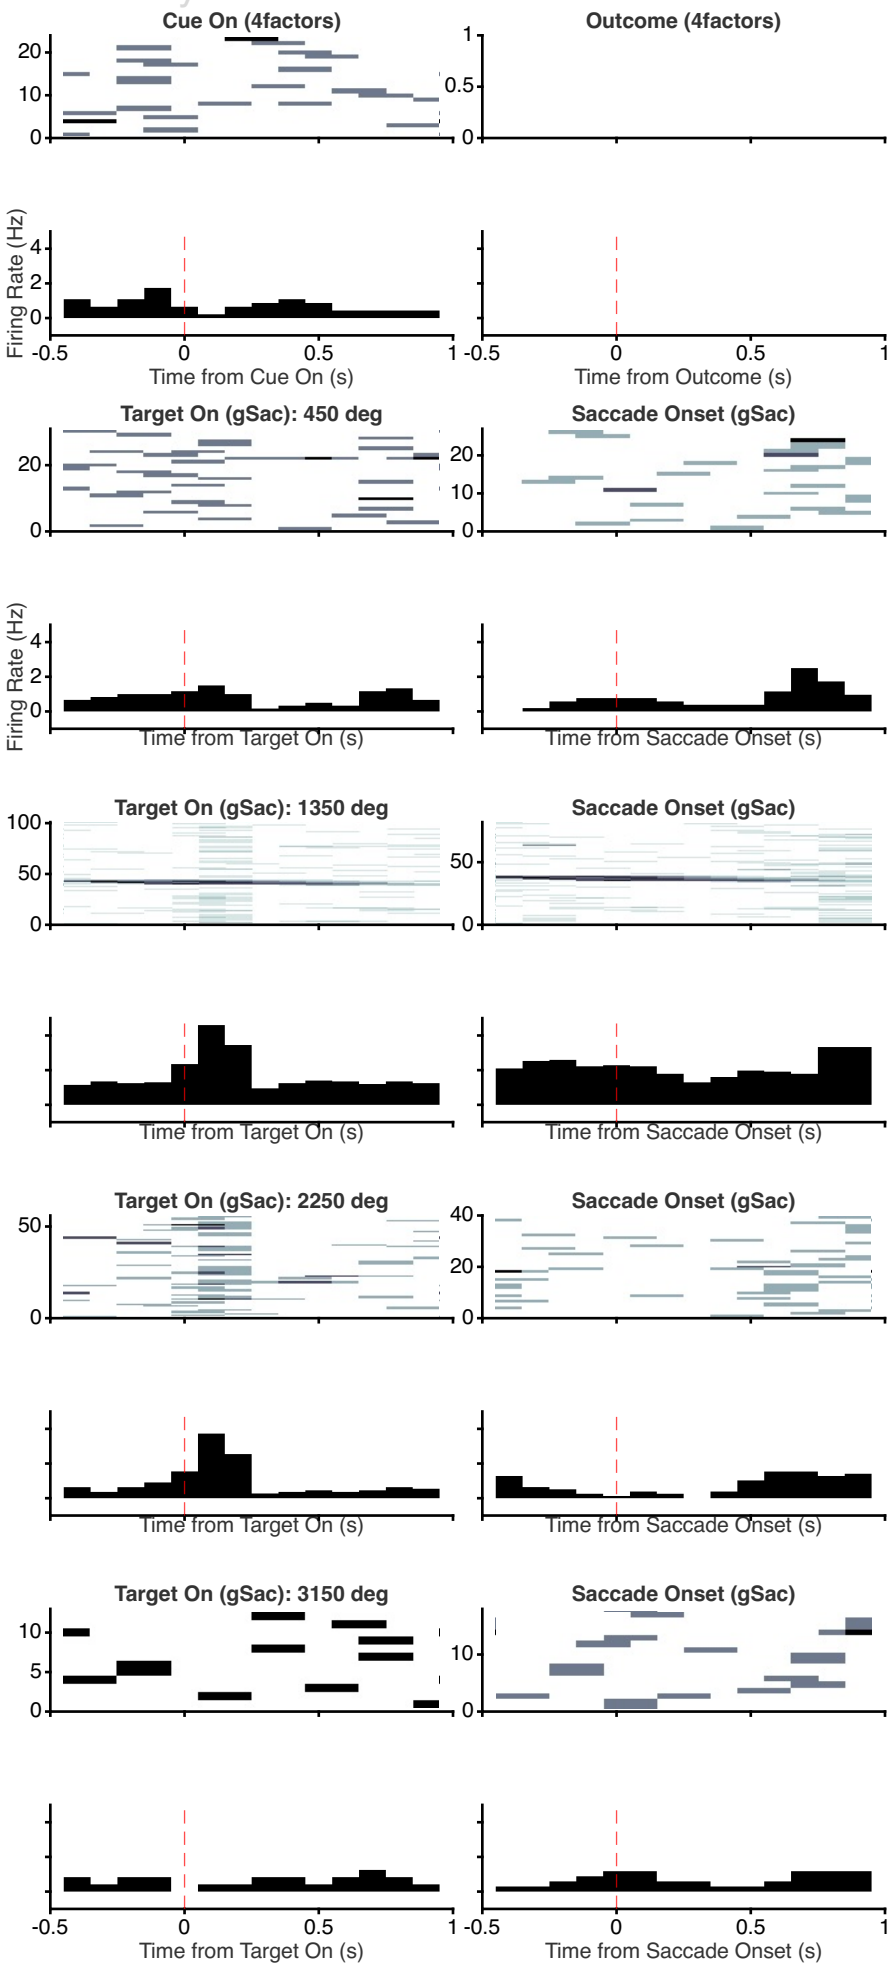 Cue On (4factors)
Outcome (4factors)
20
10
0
1
0.5
0
Firing Rate (Hz)
4
2
0
-0.5 0 0.5 1
Time from Cue On (s)
-0.5 0 0.5 1
Time from Outcome (s)
Target On (gSac): 450 deg
Saccade Onset (gSac)
20
0
20
10
0
Firing Rate (Hz)
4
2
0
Time from Target On (s)
Time from Saccade Onset (s)
Target On (gSac): 1350 deg
Saccade Onset (gSac)
100
50
0
50
0
Time from Target On (s)
Time from Saccade Onset (s)
Target On (gSac): 2250 deg
Saccade Onset (gSac)
50
0
40
20
0
Time from Target On (s)
Time from Saccade Onset (s)
Target On (gSac): 3150 deg
Saccade Onset (gSac)
10
5
0
10
0
-0.5 0 0.5 1
Time from Target On (s)
-0.5 0 0.5 1
Time from Saccade Onset (s)